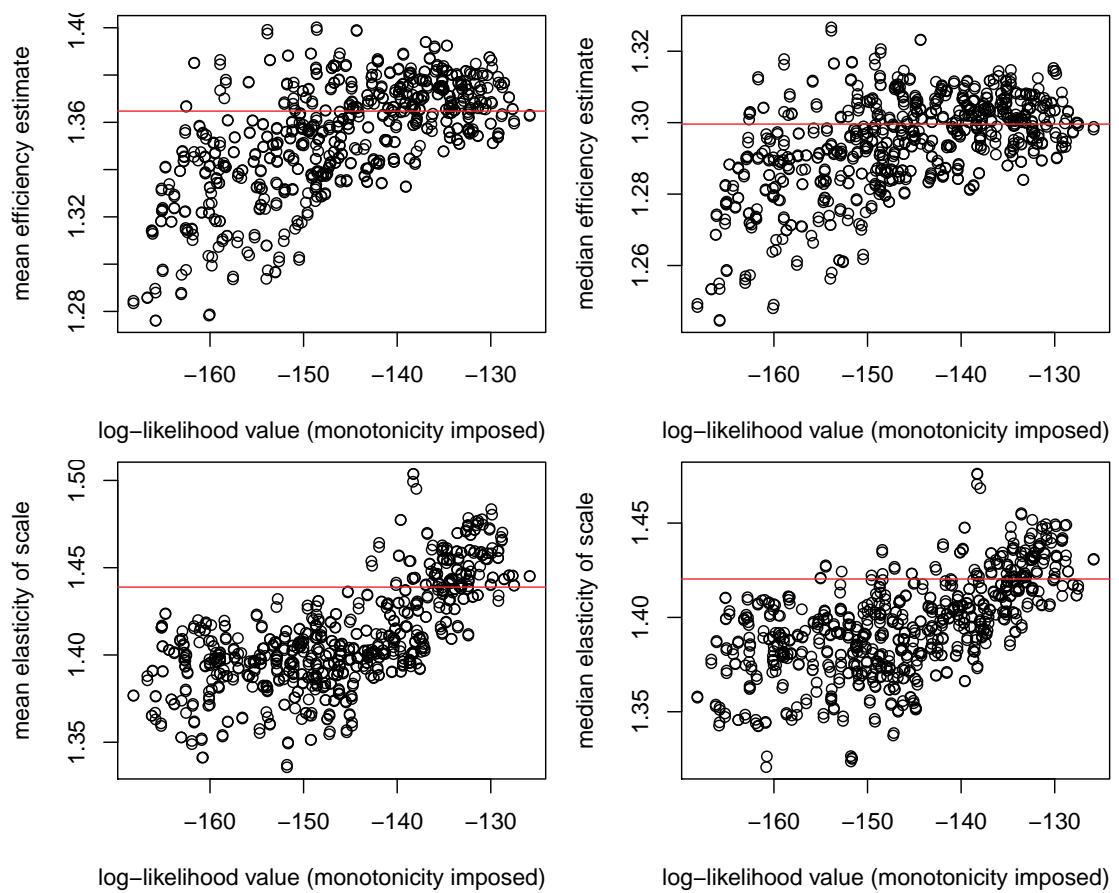 mean efficiency estimate
1.28 1.32 1.36 1.40
−160 −150 −140 −130
log−likelihood value (monotonicity imposed)
median efficiency estimate
1.26 1.28 1.30 1.32
−160 −150 −140 −130
log−likelihood value (monotonicity imposed)
mean elasticity of scale
1.35 1.40 1.45 1.50
−160 −150 −140 −130
log−likelihood value (monotonicity imposed)
median elasticity of scale
1.35 1.40 1.45
−160 −150 −140 −130
log−likelihood value (monotonicity imposed)